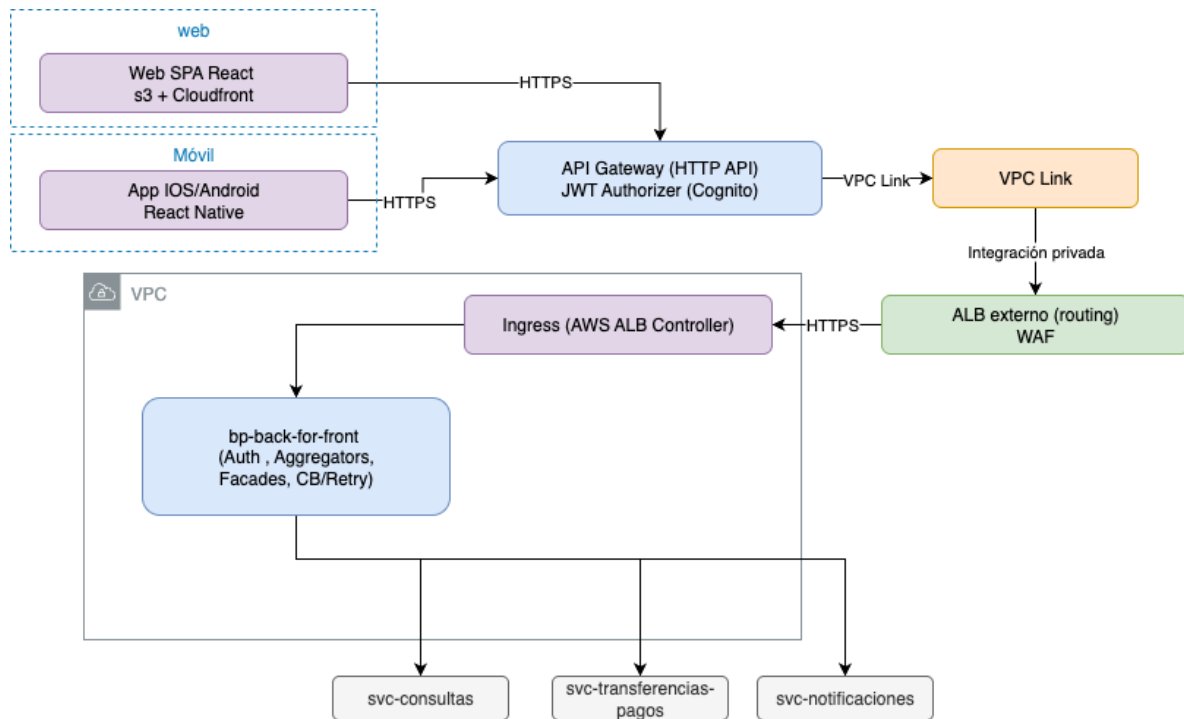 web
Web SPA React
s3 + Cloudfront
HTTPS
Móvil
App IOS/Android
React Native
HTTPS
API Gateway (HTTP API)
JWT Authorizer (Cognito)
VPC Link
VPC Link
Integración privada
VPC
Ingress (AWS ALB Controller)
HTTPS
ALB externo (routing)
WAF
bp-back-for-front
(Auth , Aggregators,
Facades, CB/Retry)
svc-consultas
svc-transferencias-
pagos
svc-notificaciones